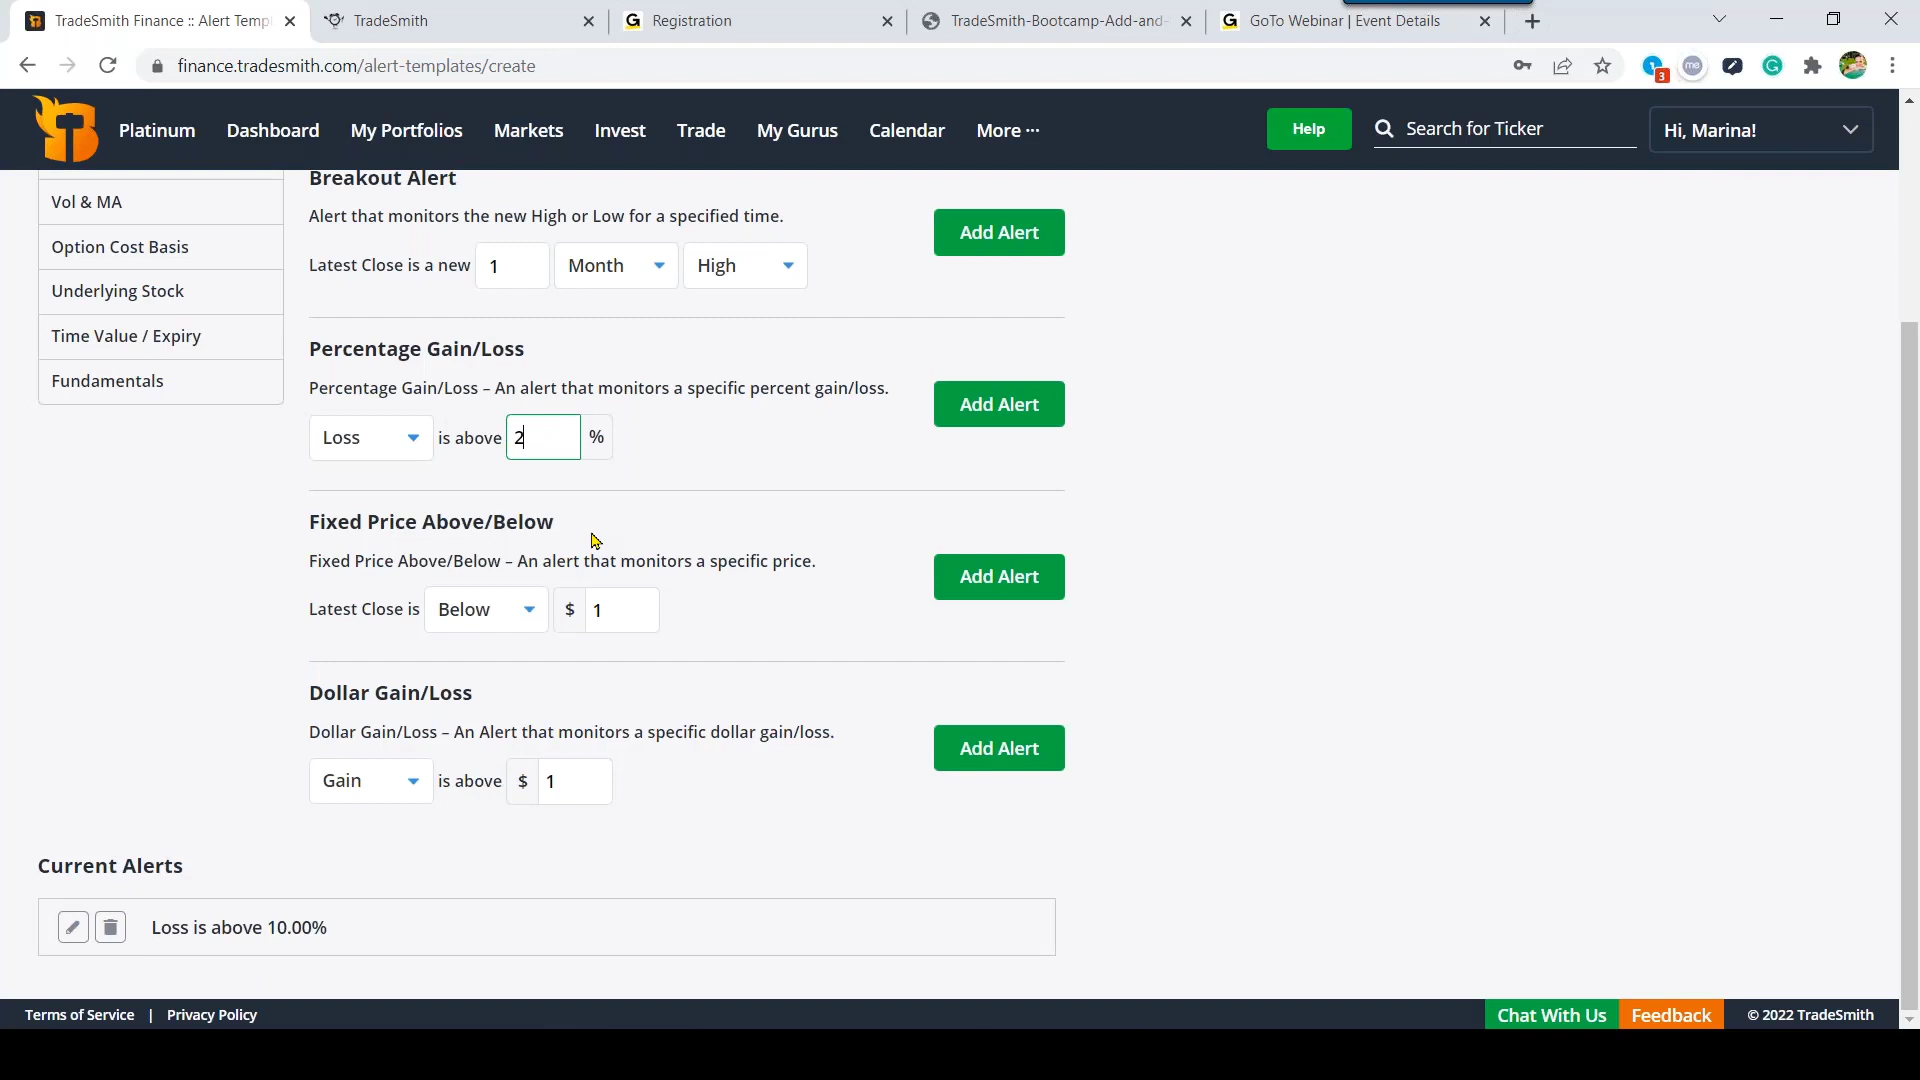 TradeSmith Finance :: Alert Temp
TradeSmith
Registration
TradeSmith-Bootcamp-Add-and-
GoTo Webinar | Event Details
finance.tradesmith.com/alert-templates/create
3
me
Platinum
Dashboard
My Portfolios
Markets
Invest
Trade
My Gurus
Calendar
More ···
Help
Search for Ticker
Hi, Marina!
Vol & MA
Option Cost Basis
Underlying Stock
Time Value / Expiry
Fundamentals
Breakout Alert
Alert that monitors the new High or Low for a specified time.
Add Alert
Latest Close is a new 1 Month High
Percentage Gain/Loss
Percentage Gain/Loss – An alert that monitors a specific percent gain/loss.
Add Alert
Loss is above 2 %
Fixed Price Above/Below
Fixed Price Above/Below – An alert that monitors a specific price.
Add Alert
Latest Close is Below $ 1
Dollar Gain/Loss
Dollar Gain/Loss – An Alert that monitors a specific dollar gain/loss.
Add Alert
Gain is above $ 1
Current Alerts
Loss is above 10.00%
Terms of Service | Privacy Policy
Chat With Us
Feedback
© 2022 TradeSmith